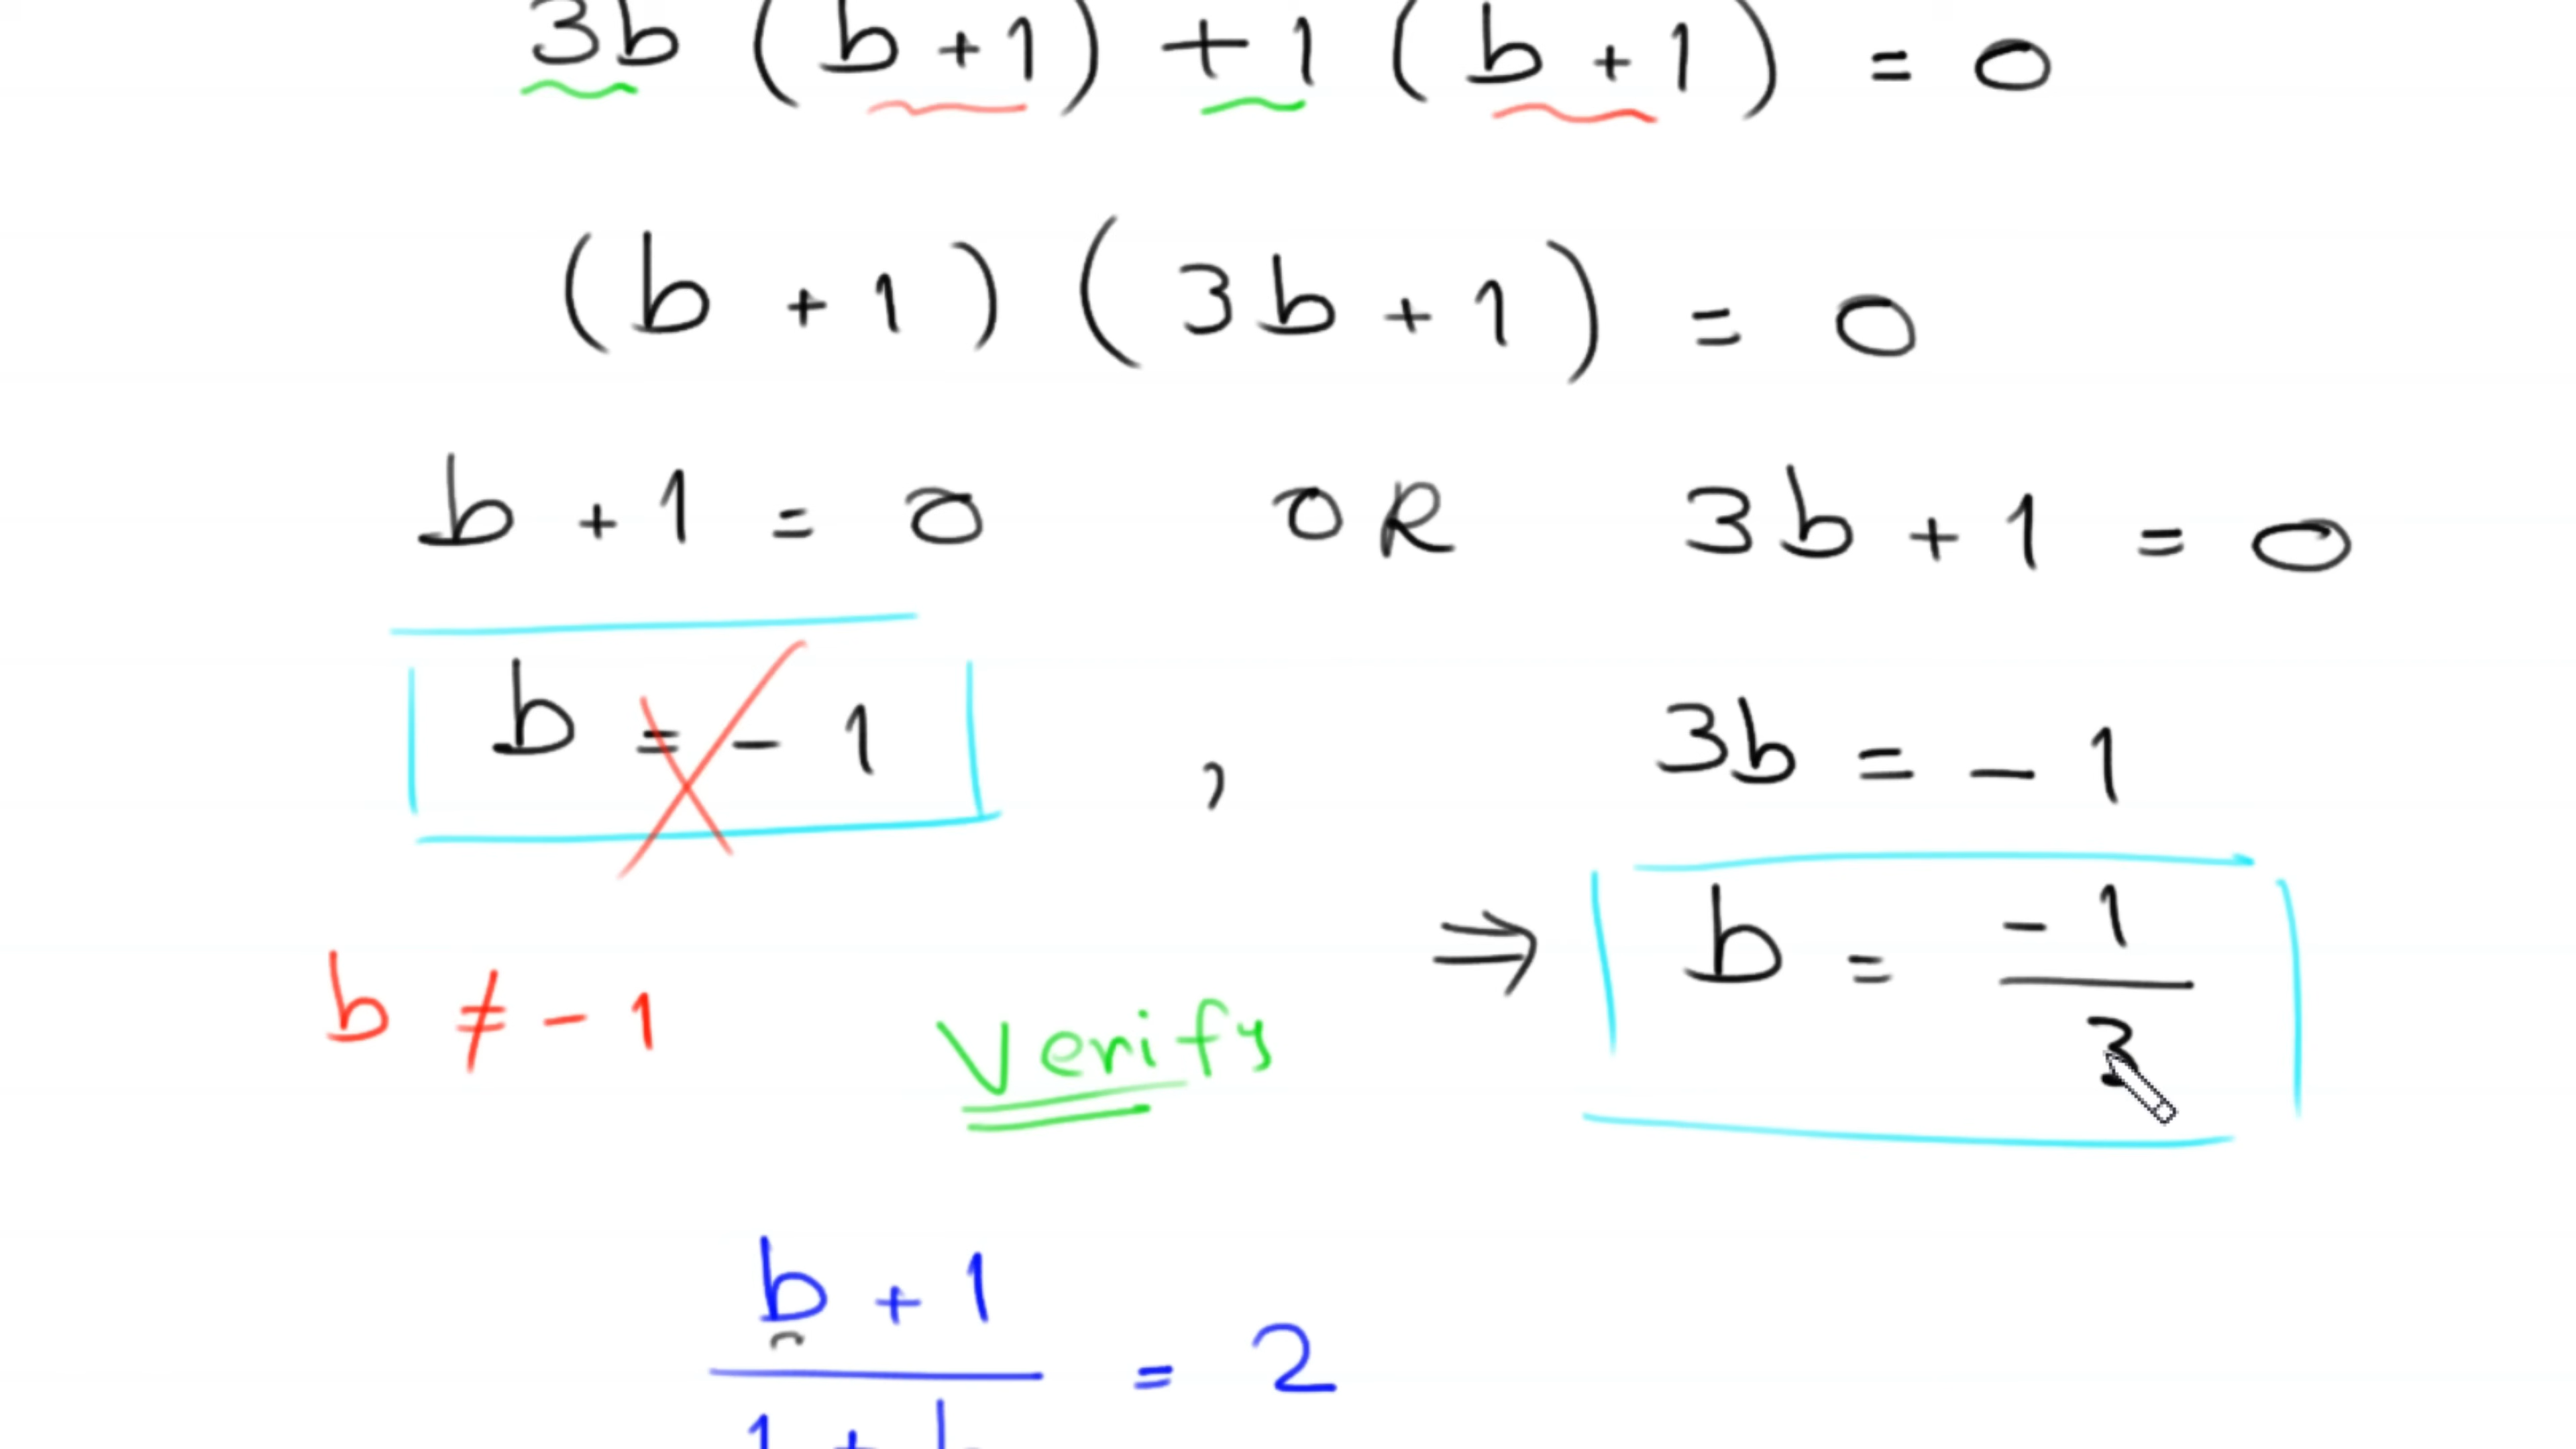 3b (b + 1) + 1 (b + 1) = 0
(b + 1) (3b + 1) = 0
b + 1 = 0 OR 3b + 1 = 0
b = - 1 , 3b = - 1
⇒ b = -1/3
b ≠ - 1
Verify
b + 1
= 2
1 +